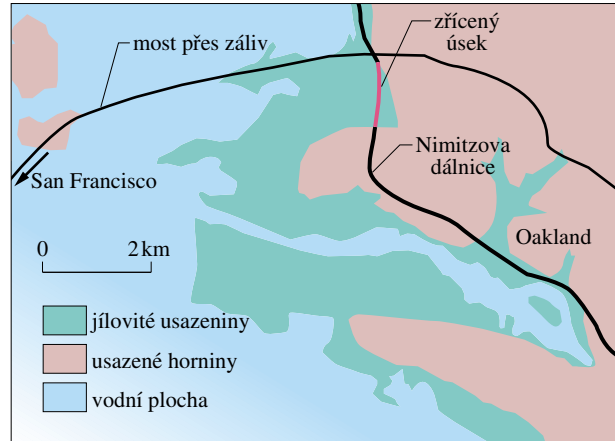 zřícený
úsek
most přes záliv
Nimitzova
dálnice
San Francisco
Oakland
0 2 km
jílovité usazeniny
usazené horniny
vodní plocha